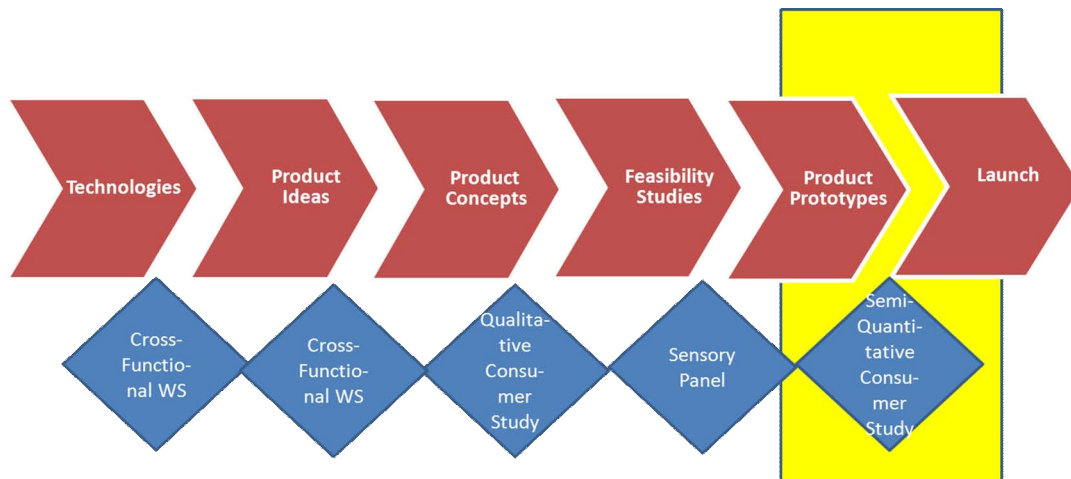 Technologies
Product
Ideas
Product
Concepts
Feasibility
Studies
Product
Prototypes
Launch
Cross-
Functio-
nal WS
Cross-
Functio-
nal WS
Qualita-
tive
Consu-
mer
Study
Sensory
Panel
Semi-
Quanti-
tative
Consu-
mer
Study